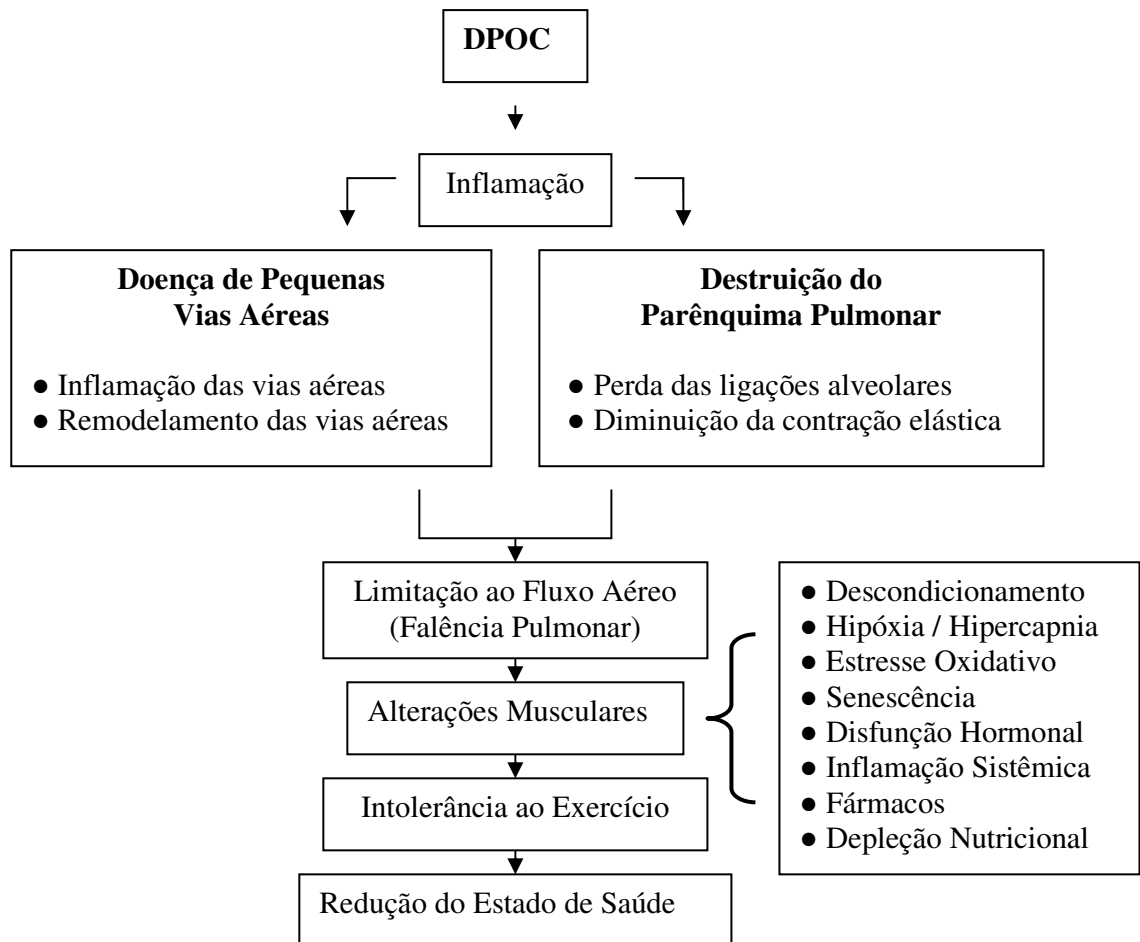 DPOC
Inflamação
Doença de Pequenas
Vias Aéreas
● Inflamação das vias aéreas
● Remodelamento das vias aéreas
Destruição do
Parênquima Pulmonar
● Perda das ligações alveolares
● Diminuição da contração elástica
Limitação ao Fluxo Aéreo
(Falência Pulmonar)
Alterações Musculares
Intolerância ao Exercício
Redução do Estado de Saúde
● Descondicionamento
● Hipóxia / Hipercapnia
● Estresse Oxidativo
● Senescência
● Disfunção Hormonal
● Inflamação Sistêmica
● Fármacos
● Depleção Nutricional